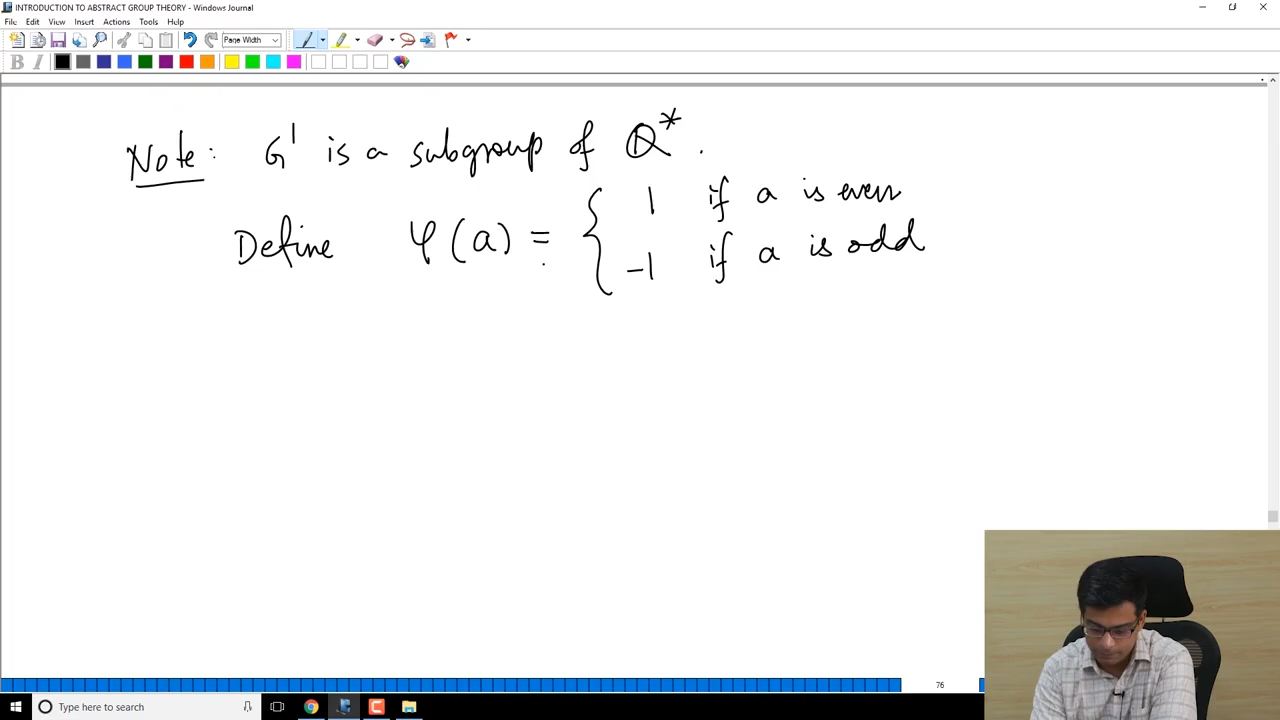 INTRODUCTION TO ABSTRACT GROUP THEORY - Windows Journal
File Edit View Insert Actions Tools Help
Page Width
B I
Note: G' is a subgroup of ℚ*.
Define φ(a) = { 1 if a is even
-1 if a is odd
76
Type here to search